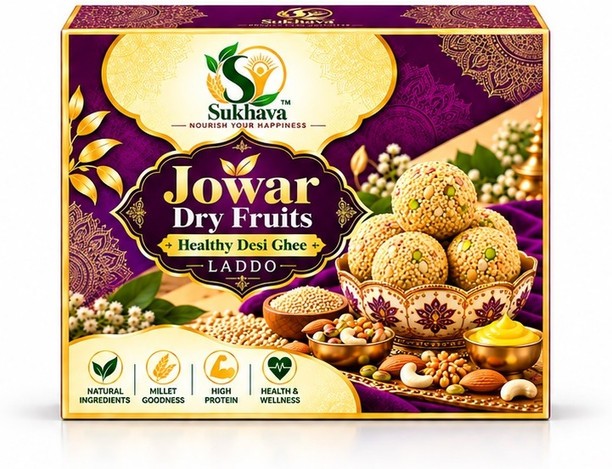 Sukhava
Sukhava™
NOURISH YOUR HAPPINESS
Jowar
Dry Fruits
Healthy Desi Ghee
LADDO
NATURAL
INGREDIENTS
MILLET
GOODNESS
HIGH
PROTEIN
HEALTH &
WELLNESS